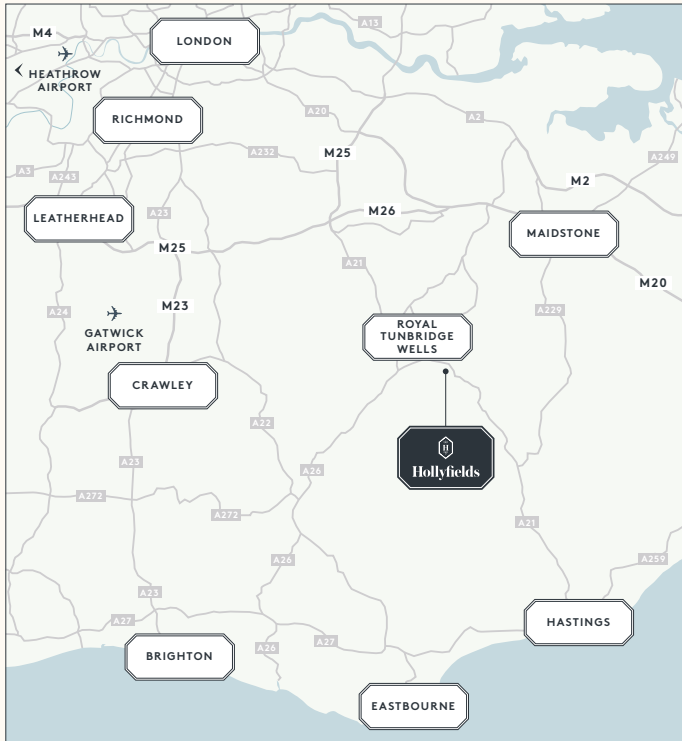 M4
LONDON
A13
HEATHROW
AIRPORT
RICHMOND
A20
A2
A232
M25
A249
A3
A243
M2
LEATHERHEAD
A23
M26
MAIDSTONE
M25
A21
M20
M23
A24
A229
GATWICK
AIRPORT
ROYAL
TUNBRIDGE
WELLS
CRAWLEY
A22
H
Hollyfields
A23
A26
A272
A272
A21
A26
A259
A23
A27
HASTINGS
A26
A27
BRIGHTON
EASTBOURNE